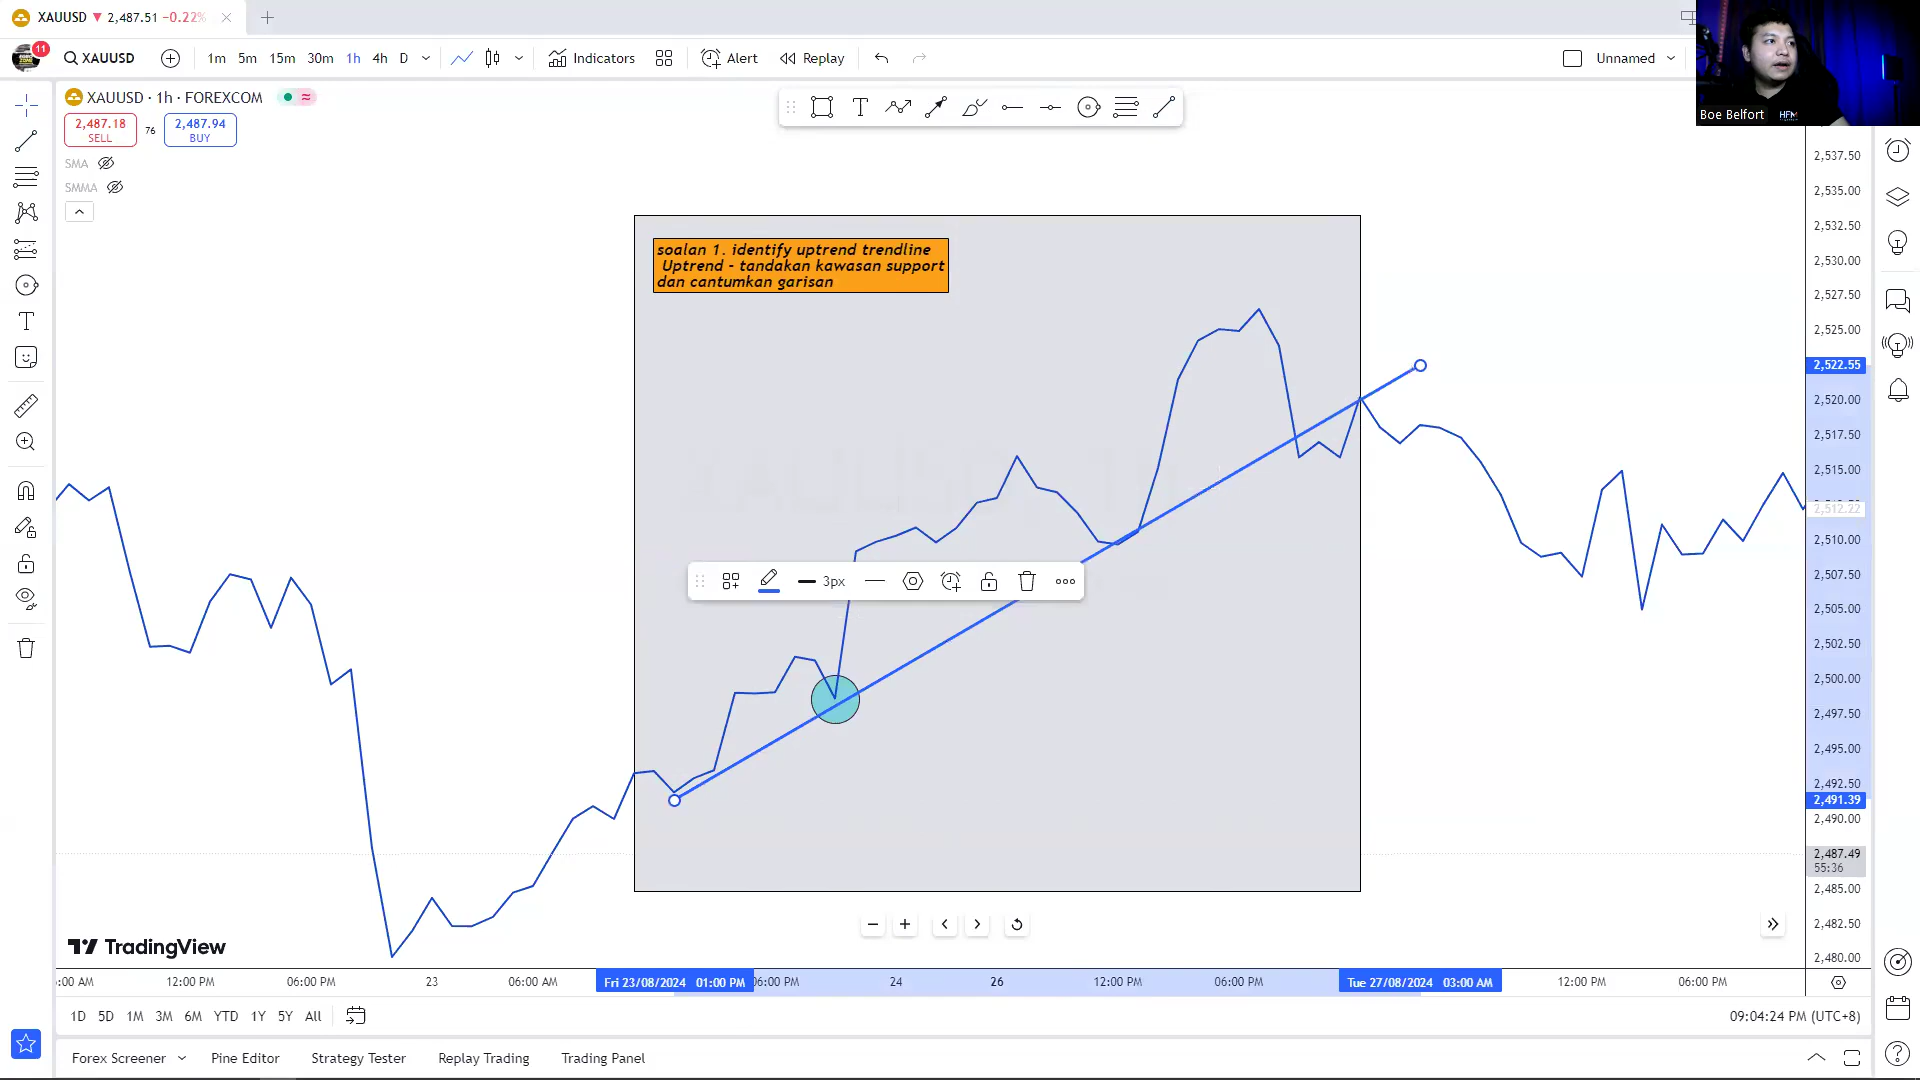 XAUUSD ▼ 2,487.51 −0.22%
11
XAUUSD
1m 5m 15m 30m 1h 4h D
Indicators
Alert
Replay
Unnamed
Boe Belfort
HFM
XAUUSD · 1h · FOREXCOM
2,487.18
SELL
76
2,487.94
BUY
SMA
SMMA
soalan 1. identify uptrend trendline
Uptrend - tandakan kawasan support
dan cantumkan garisan
3px
2,537.50
2,535.00
2,532.50
2,530.00
2,527.50
2,525.00
2,522.55
2,520.00
2,517.50
2,515.00
2,512.22
2,510.00
2,507.50
2,505.00
2,502.50
2,500.00
2,497.50
2,495.00
2,492.50
2,491.39
2,490.00
2,487.49
55:36
2,485.00
2,482.50
2,480.00
TradingView
:00 AM 12:00 PM 06:00 PM 23 06:00 AM Fri 23/08/2024 01:00 PM 06:00 PM 24 26 12:00 PM 06:00 PM Tue 27/08/2024 03:00 AM 12:00 PM 06:00 PM
1D 5D 1M 3M 6M YTD 1Y 5Y All
09:04:24 PM (UTC+8)
Forex Screener Pine Editor Strategy Tester Replay Trading Trading Panel